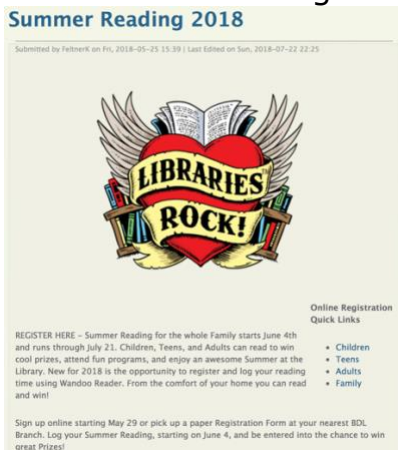 Summer Reading 2018
Submitted by FeltnerK on Fri, 2018-05-25 15:39 | Last Edited on Sun, 2018-07-22 22:25
LIBRARIES
ROCK!
Online Registration
Quick Links
• Children
• Teens
• Adults
• Family
REGISTER HERE – Summer Reading for the whole Family starts June 4th
and runs through July 21. Children, Teens, and Adults can read to win
cool prizes, attend fun programs, and enjoy an awesome Summer at the
Library. New for 2018 is the opportunity to register and log your reading
time using Wandoo Reader. From the comfort of your home you can read
and win!
Sign up online starting May 29 or pick up a paper Registration Form at your nearest BDL
Branch. Log your Summer Reading, starting on June 4, and be entered into the chance to win
great Prizes!